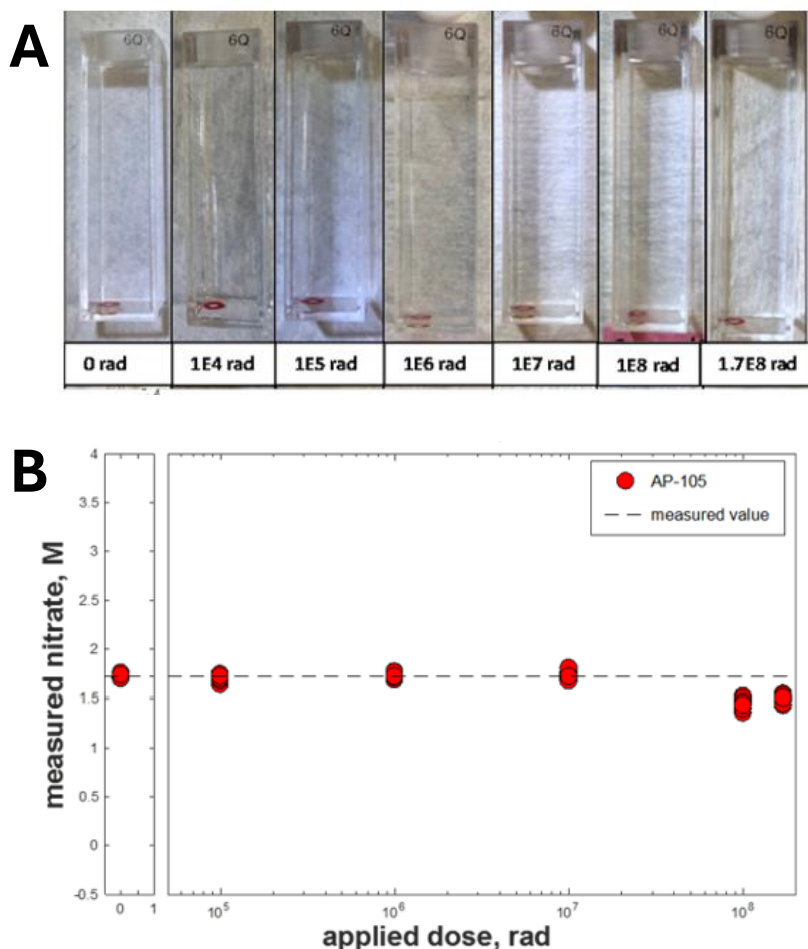 A
6Q 6Q 6Q 6Q 6Q 6Q 6Q
0 rad 1E4 rad 1E5 rad 1E6 rad 1E7 rad 1E8 rad 1.7E8 rad
B
4
3.5
3
2.5
2
1.5
1
0.5
0
-0.5
measured nitrate, M
AP-105
measured value
0 1 10^5 10^6 10^7 10^8
applied dose, rad